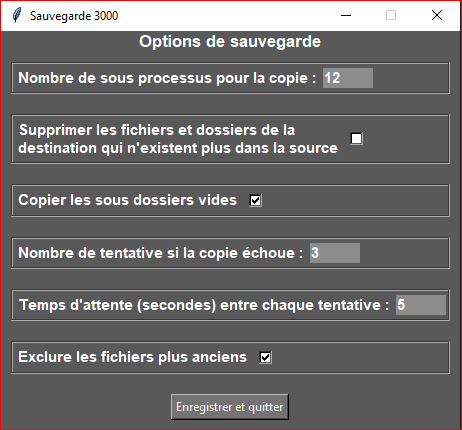 Sauvegarde 3000
Options de sauvegarde
Nombre de sous processus pour la copie : 12
Supprimer les fichiers et dossiers de la
destination qui n'existent plus dans la source
Copier les sous dossiers vides
Nombre de tentative si la copie échoue : 3
Temps d'attente (secondes) entre chaque tentative : 5
Exclure les fichiers plus anciens
Enregistrer et quitter